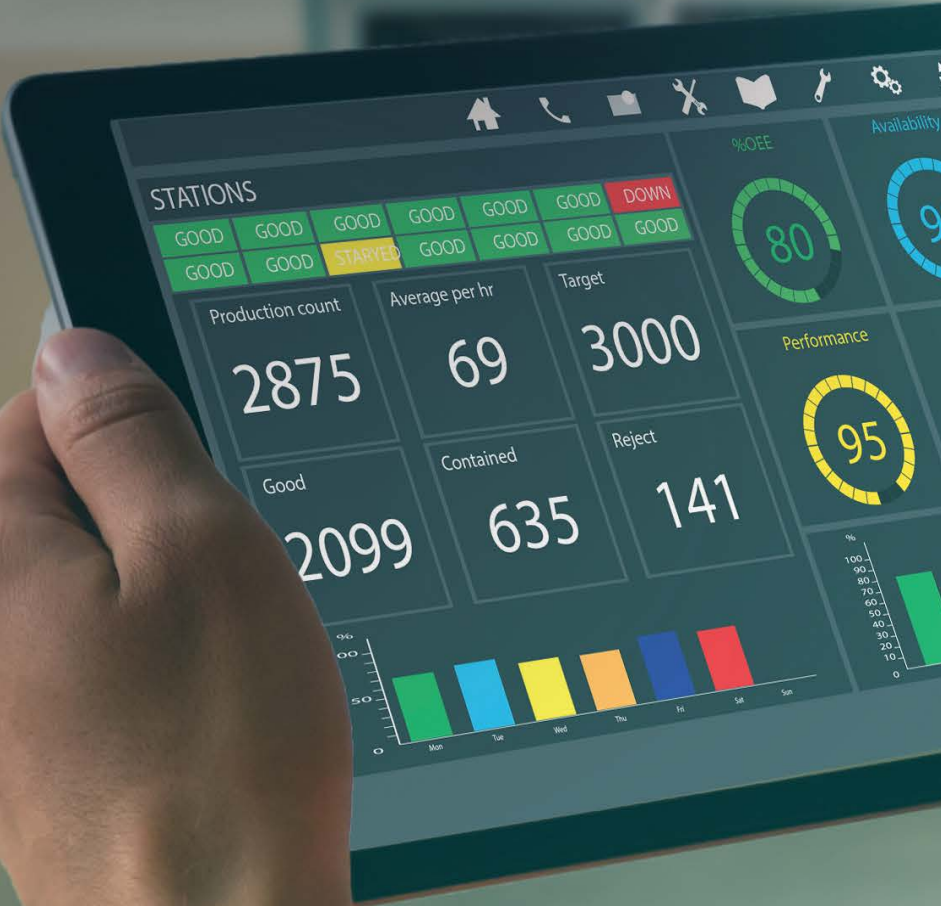 %OEE
Availability
STATIONS
GOOD GOOD GOOD GOOD GOOD GOOD DOWN
GOOD GOOD STARVED GOOD GOOD GOOD GOOD
80
Production count
Average per hr
Target
2875
69
3000
Performance
95
Good
Contained
Reject
2099
635
141
%
50
0
Mon
Tue
Wed
Thu
Fri
Sat
Sun
%
100
90
80
70
60
50
40
30
20
10
0